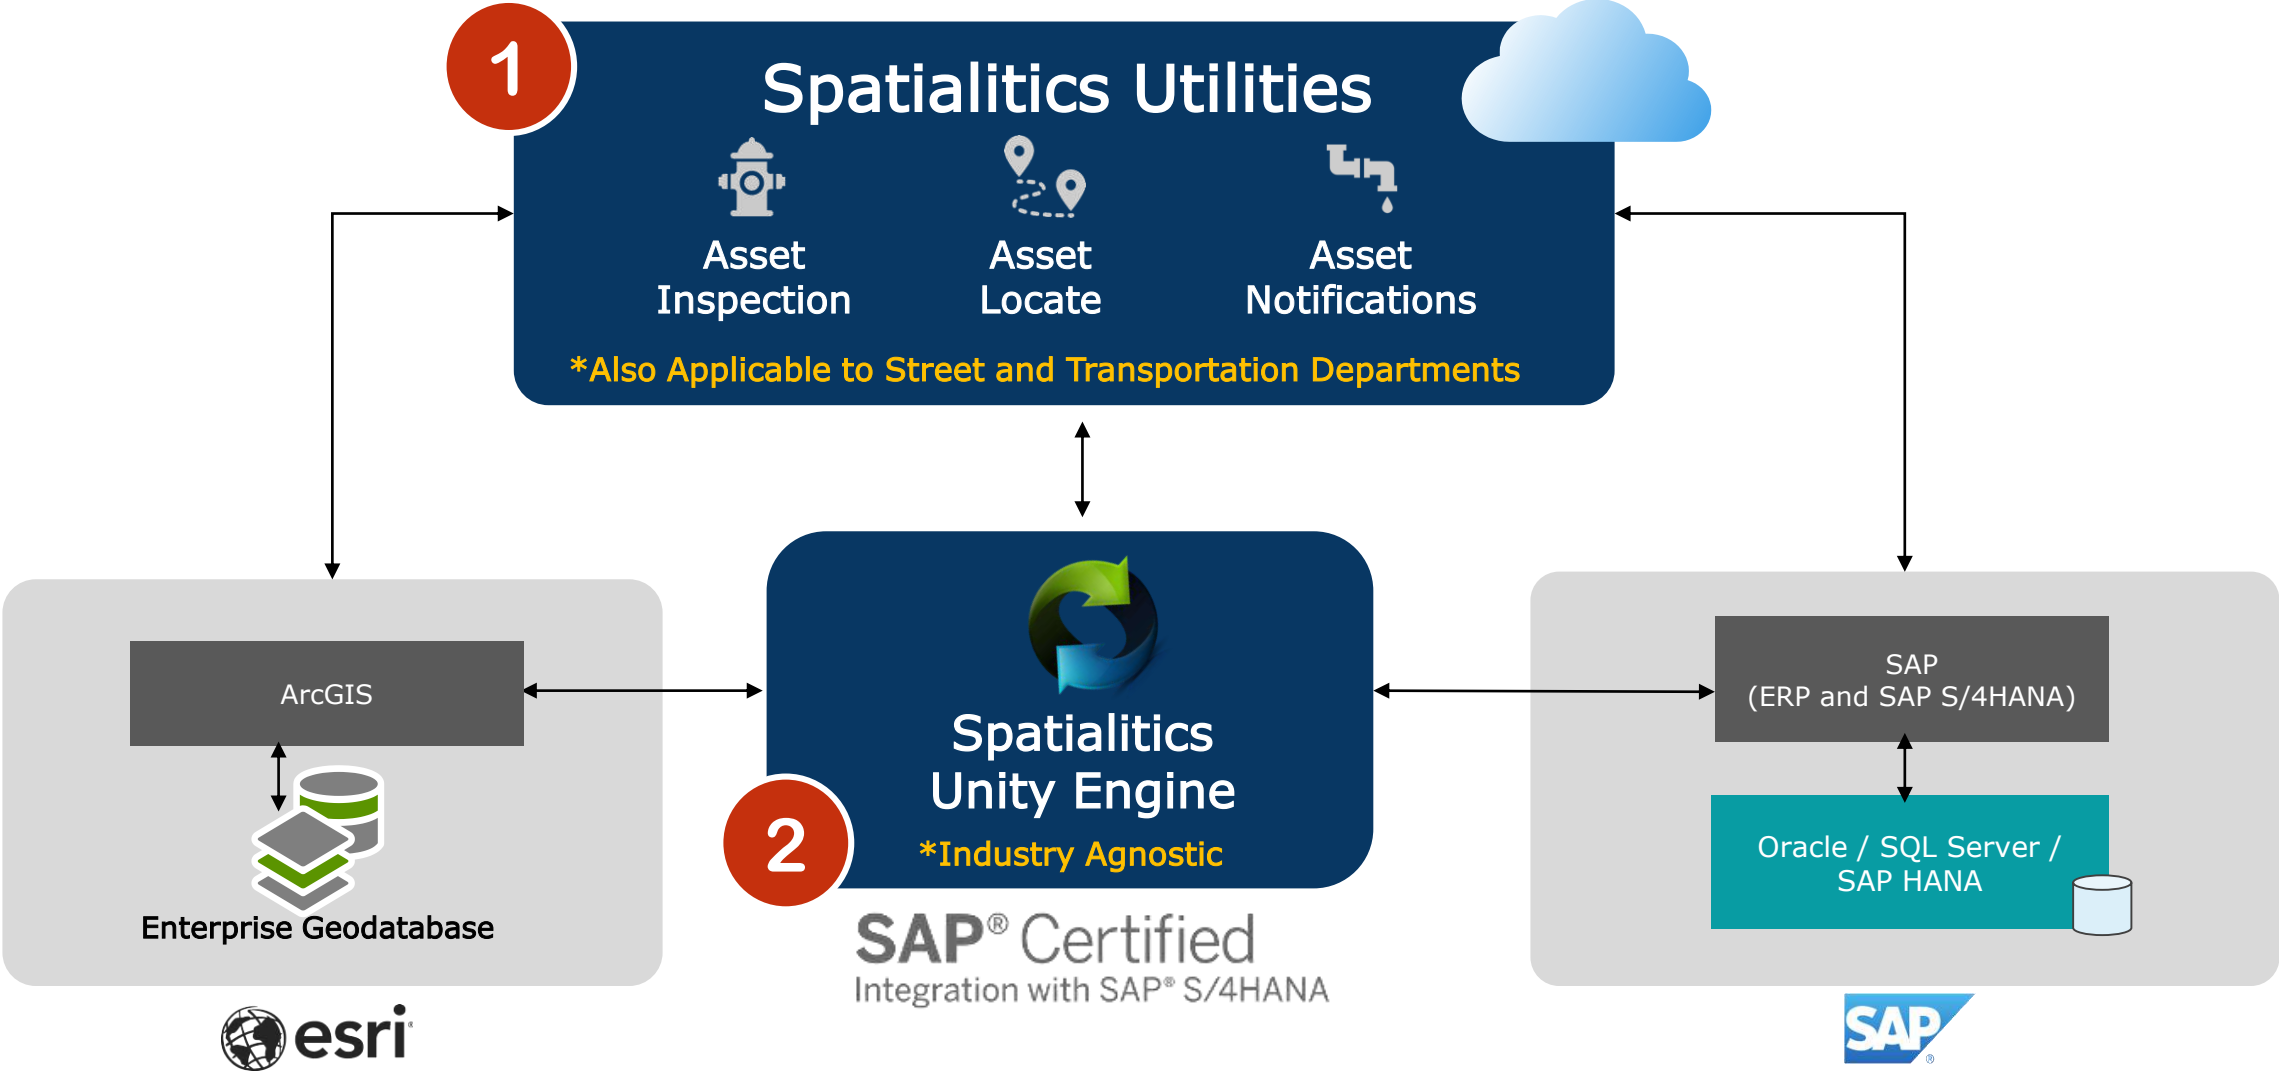 1
Spatialitics Utilities
Asset
Inspection
Asset
Locate
Asset
Notifications
*Also Applicable to Street and Transportation Departments
ArcGIS
Enterprise Geodatabase
esri
Spatialitics
Unity Engine
*Industry Agnostic
2
SAP® Certified
Integration with SAP® S/4HANA
SAP
(ERP and SAP S/4HANA)
Oracle / SQL Server /
SAP HANA
SAP®